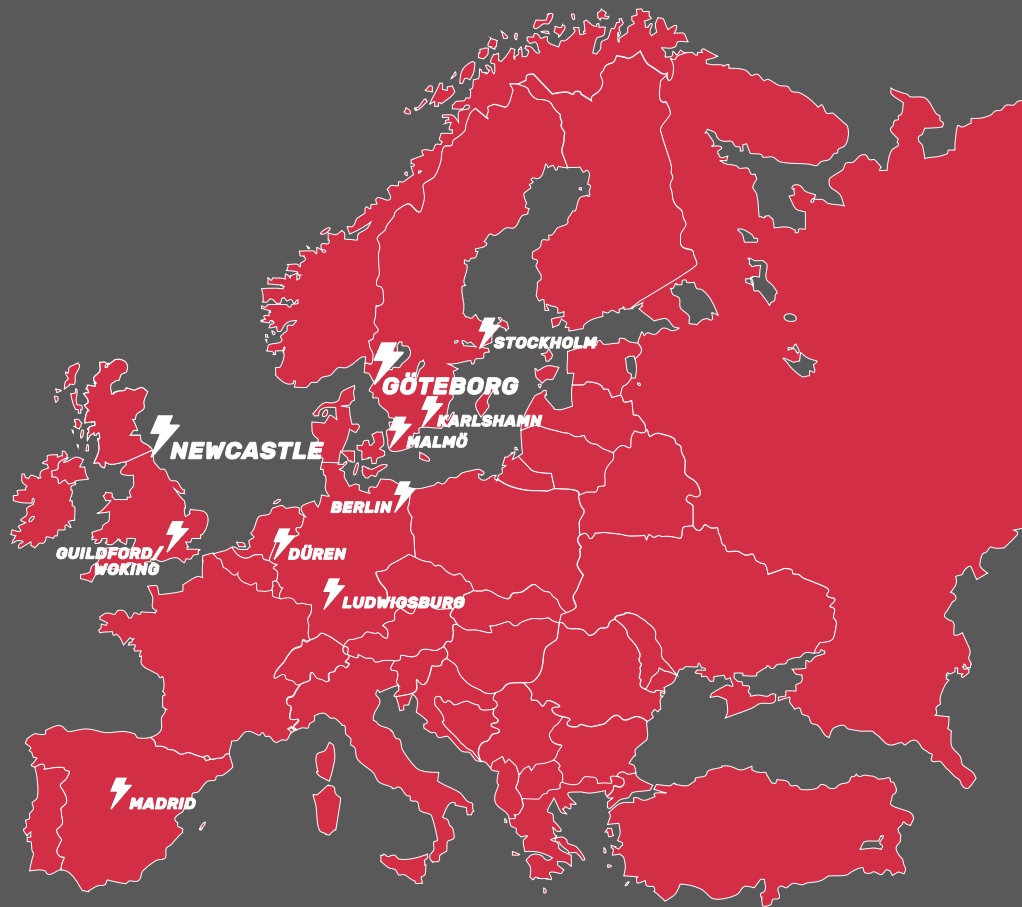 STOCKHOLM
GÖTEBORG
KARLSHAMN
MALMÖ
NEWCASTLE
BERLIN
GUILDFORD/
WOKING
DÜREN
LUDWIGSBURG
MADRID